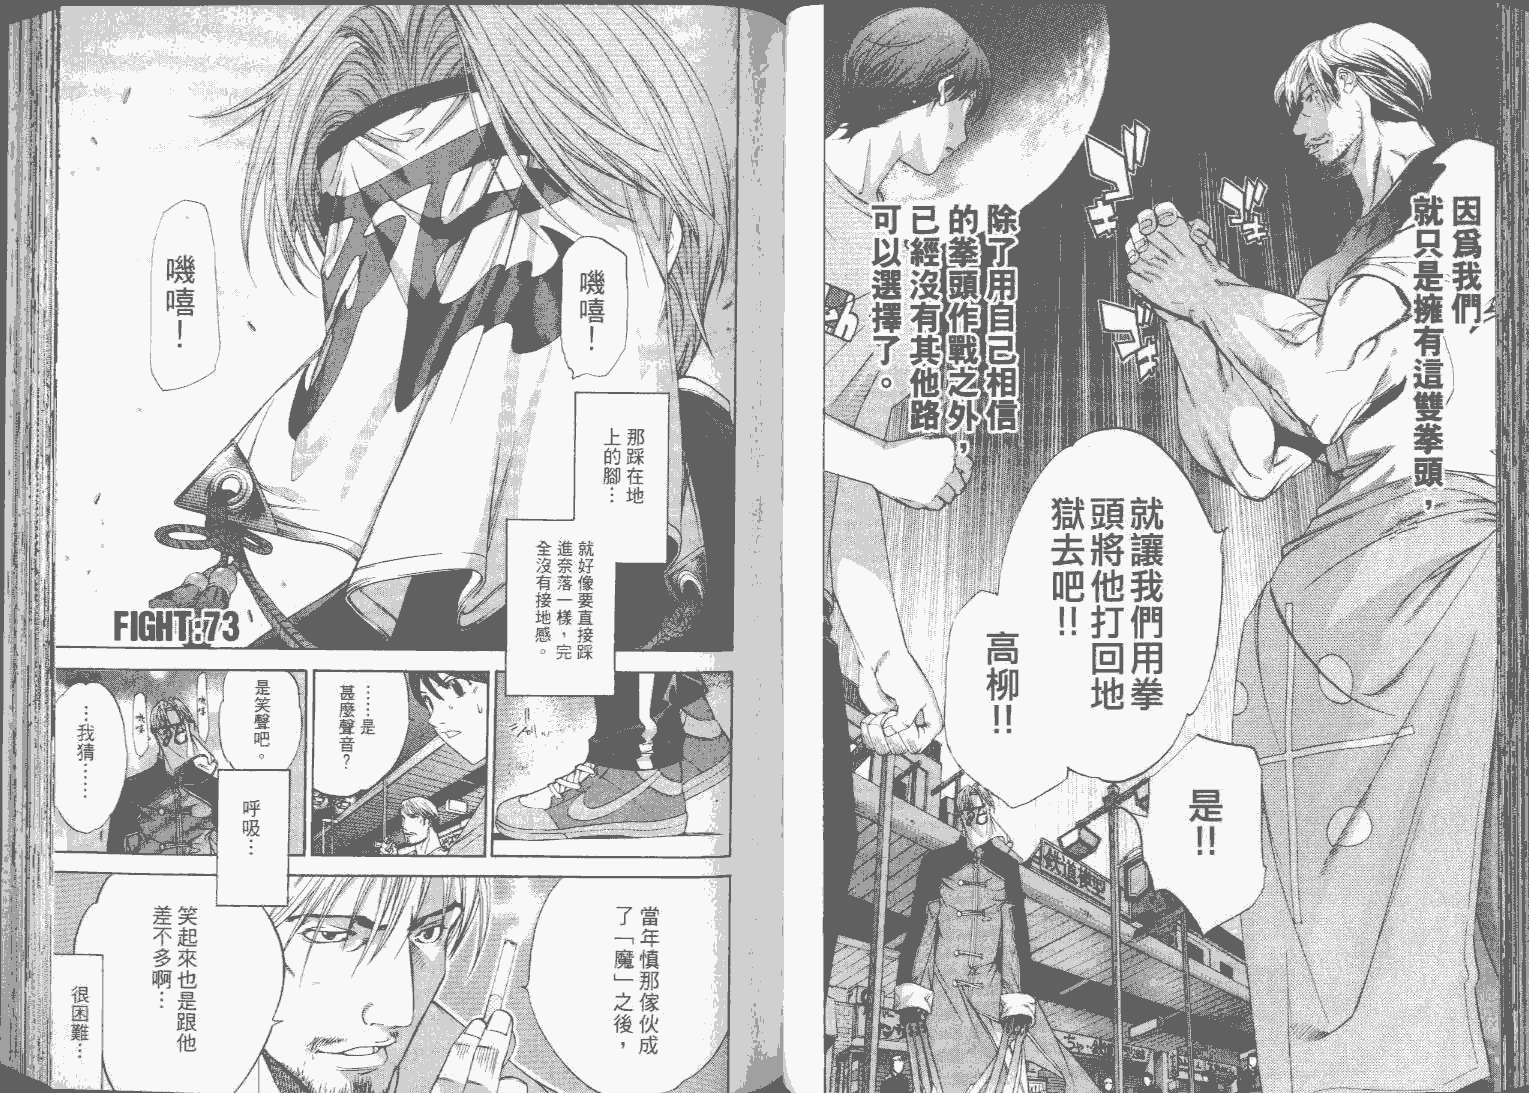 因爲我們，
就只是擁有這雙拳頭，
除了用自己相信
的拳頭作戰之外，
已經沒有其他路
可以選擇了。
就讓我們用拳
頭將他打回地
獄去吧!!
高柳!!
是!!
鉄道模型
嘰嘻！
嘰嘻！
那踩在地
上的腳…
就好像要直接踩
進奈落一樣，完
全沒有接地感。
FIGHT:73
……是
甚麼聲音?
是笑聲吧。
…我猜……
呼吸…
當年慎那傢伙成
了「魔」之後，
笑起來也是跟他
差不多啊…
很困難…